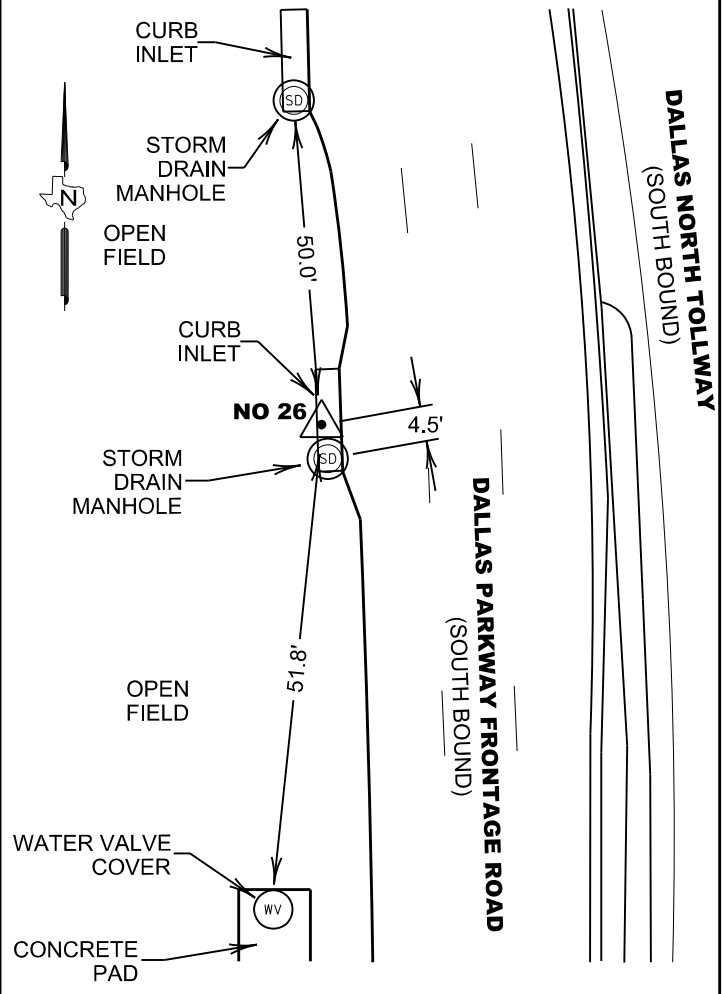 CURB
INLET
SD
STORM
DRAIN
MANHOLE
N
OPEN
FIELD
50.0'
DALLAS NORTH TOLLWAY
(SOUTH BOUND)
CURB
INLET
NO 26
4.5'
SD
STORM
DRAIN
MANHOLE
DALLAS PARKWAY FRONTAGE ROAD
(SOUTH BOUND)
51.8'
OPEN
FIELD
WATER VALVE
COVER
WV
CONCRETE
PAD